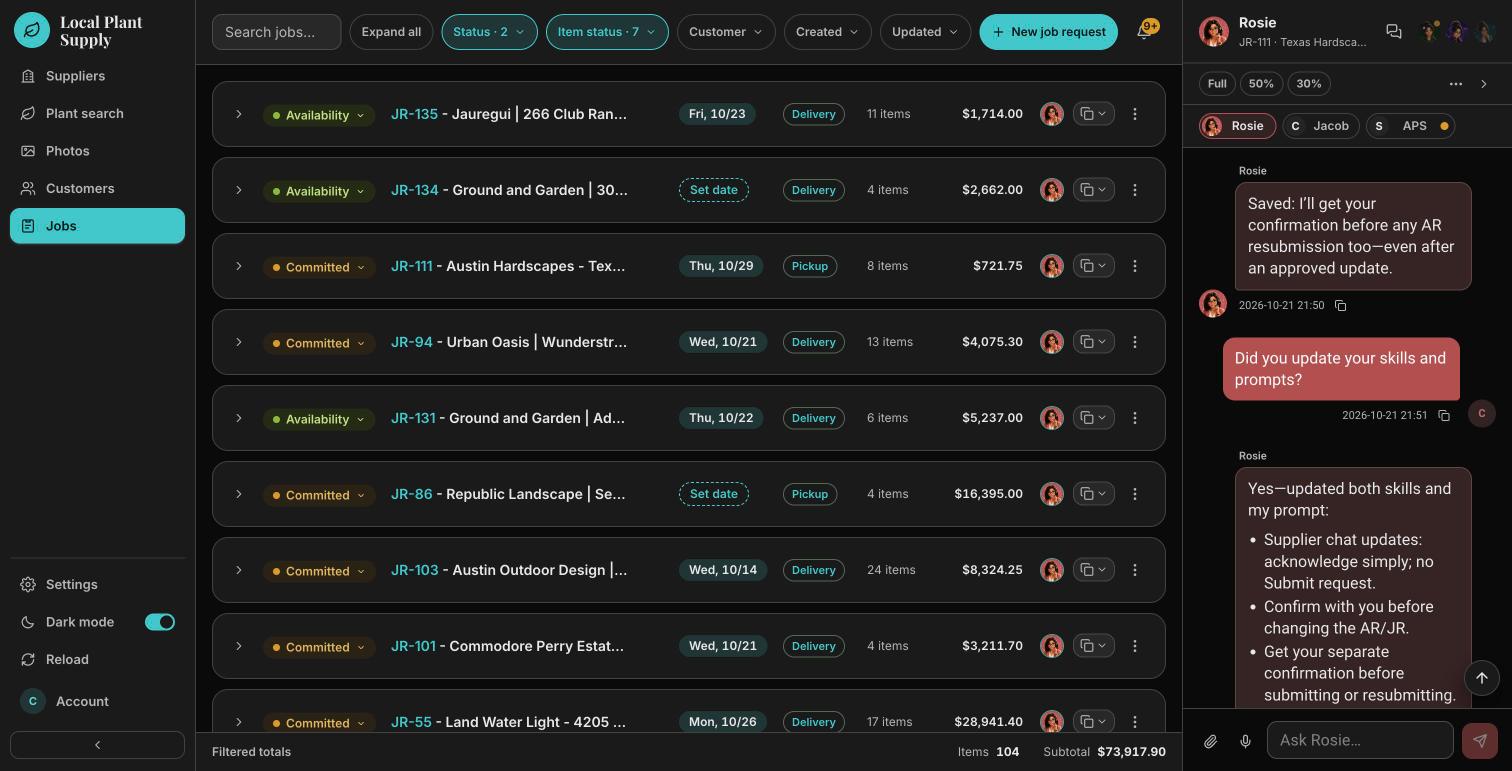 Local Plant
Supply
Suppliers
Plant search
Photos
Customers
Jobs
Settings
Dark mode
Reload
C Account
Search jobs...
Expand all
Status · 2
Item status · 7
Customer
Created
Updated
+ New job request
9+
Availability JR-135 - Jauregui | 266 Club Ran... Fri, 10/23 Delivery 11 items $1,714.00
Availability JR-134 - Ground and Garden | 30... Set date Delivery 4 items $2,662.00
Committed JR-111 - Austin Hardscapes - Tex... Thu, 10/29 Pickup 8 items $721.75
Committed JR-94 - Urban Oasis | Wunderstr... Wed, 10/21 Delivery 13 items $4,075.30
Availability JR-131 - Ground and Garden | Ad... Thu, 10/22 Delivery 6 items $5,237.00
Committed JR-86 - Republic Landscape | Se... Set date Pickup 4 items $16,395.00
Committed JR-103 - Austin Outdoor Design |... Wed, 10/14 Delivery 24 items $8,324.25
Committed JR-101 - Commodore Perry Estat... Wed, 10/21 Delivery 4 items $3,211.70
Committed JR-55 - Land Water Light - 4205 ... Mon, 10/26 Delivery 17 items $28,941.40
Filtered totals Items 104 Subtotal $73,917.90
Rosie
JR-111 · Texas Hardsca...
Full 50% 30%
Rosie C Jacob S APS
Rosie
Saved: I’ll get your
confirmation before any AR
resubmission too—even after
an approved update.
2026-10-21 21:50
Did you update your skills and
prompts?
2026-10-21 21:51
C
Rosie
Yes—updated both skills and
my prompt:
• Supplier chat updates:
acknowledge simply; no
Submit request.
• Confirm with you before
changing the AR/JR.
• Get your separate
confirmation before
submitting or resubmitting.
Ask Rosie...